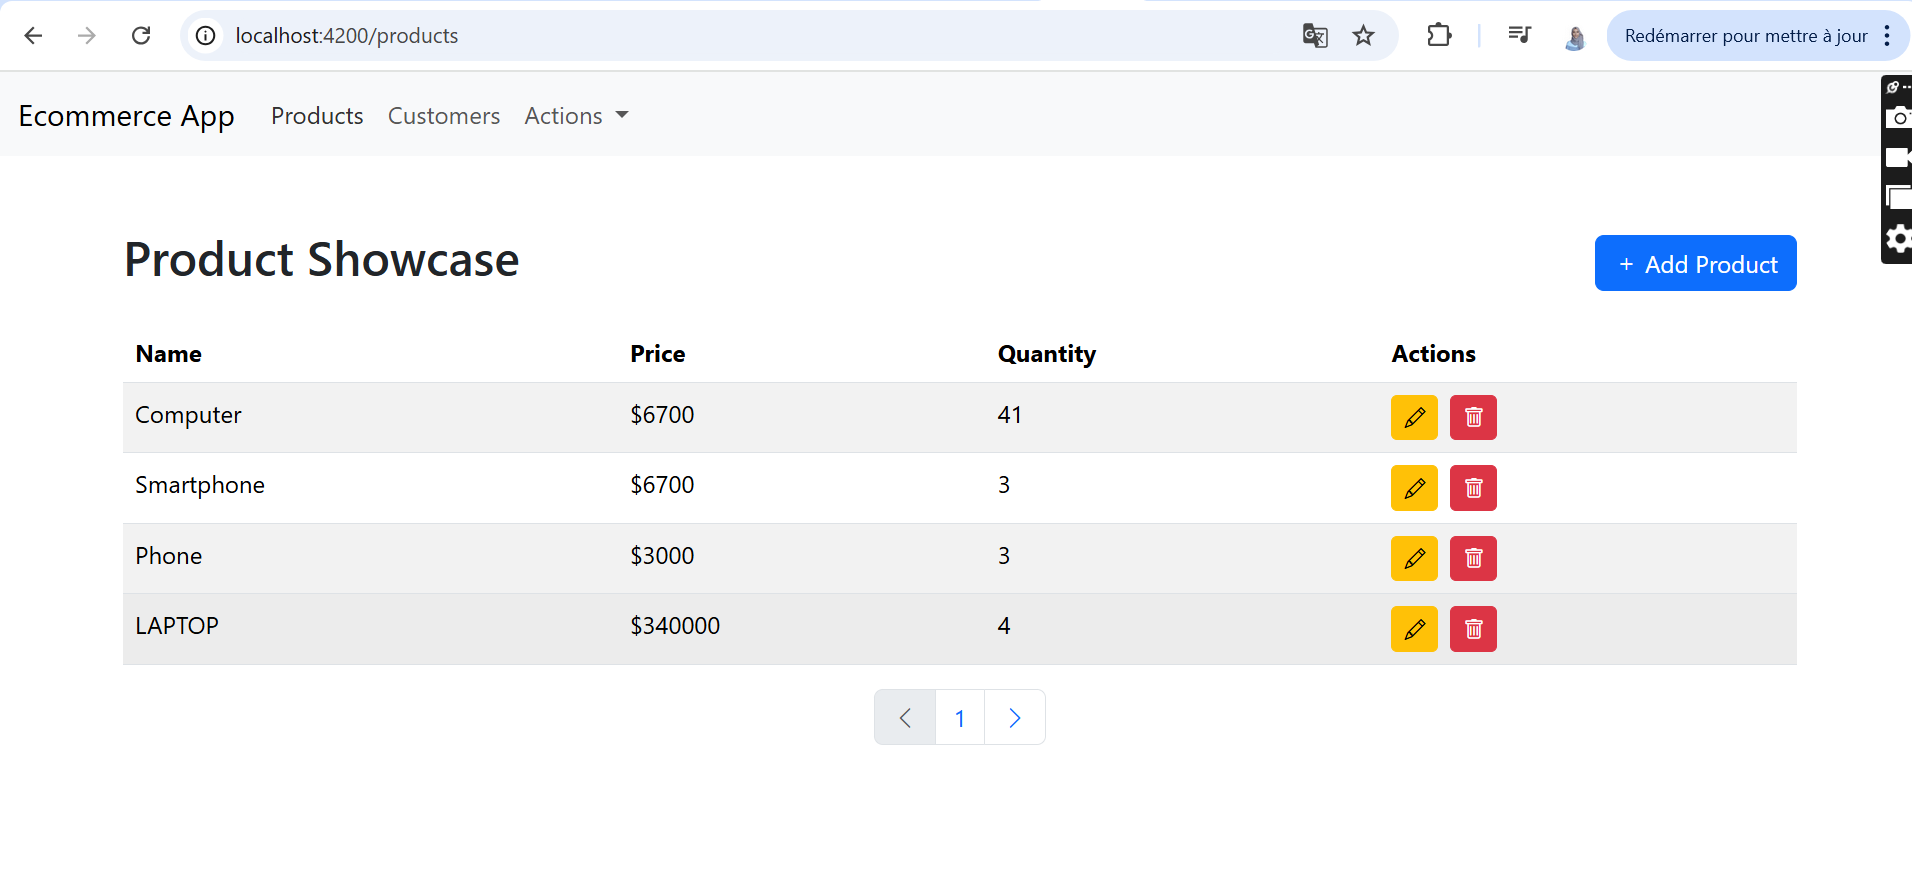 localhost:4200/products
Redémarrer pour mettre à jour
Ecommerce App Products Customers Actions
Product Showcase
+ Add Product
Name Price Quantity Actions
Computer $6700 41
Smartphone $6700 3
Phone $3000 3
LAPTOP $340000 4
1